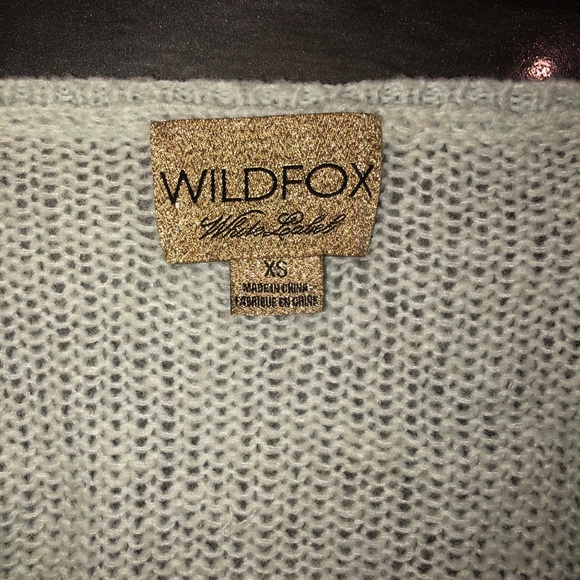 WILDFOX
White Label
XS
MADE IN CHINA
FABRIQUE EN CHINE